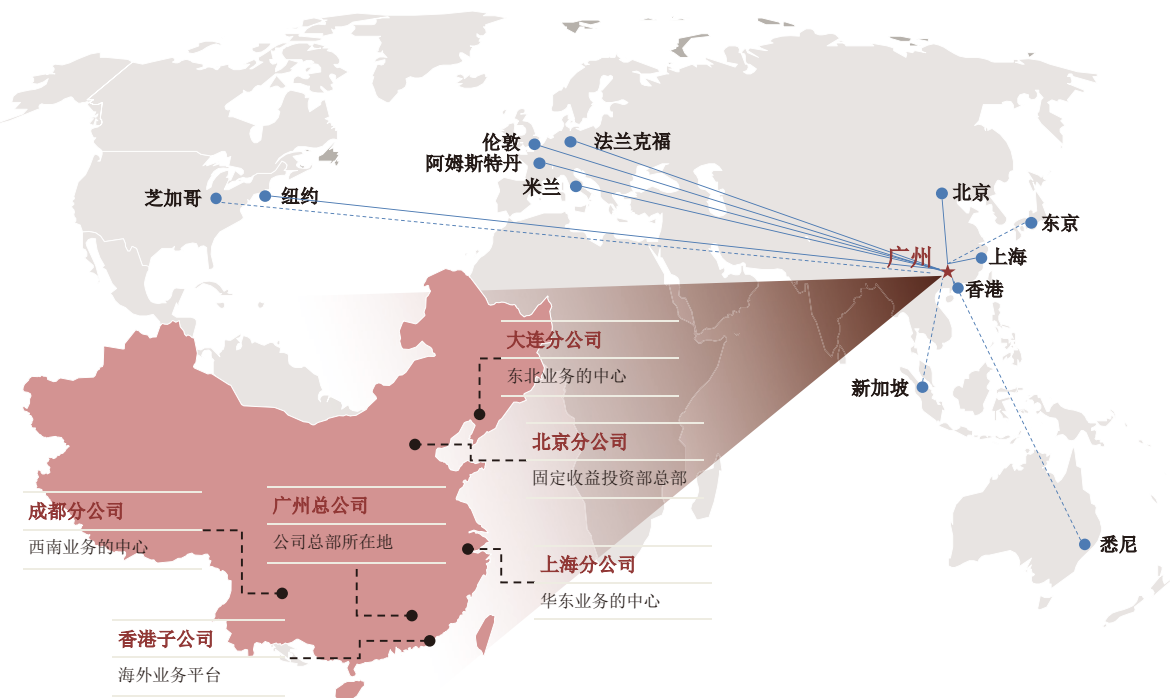 伦敦
法兰克福
阿姆斯特丹
米兰
芝加哥
纽约
北京
东京
广州
上海
香港
新加坡
悉尼
大连分公司
东北业务的中心
北京分公司
固定收益投资部总部
成都分公司
西南业务的中心
广州总公司
公司总部所在地
上海分公司
华东业务的中心
香港子公司
海外业务平台